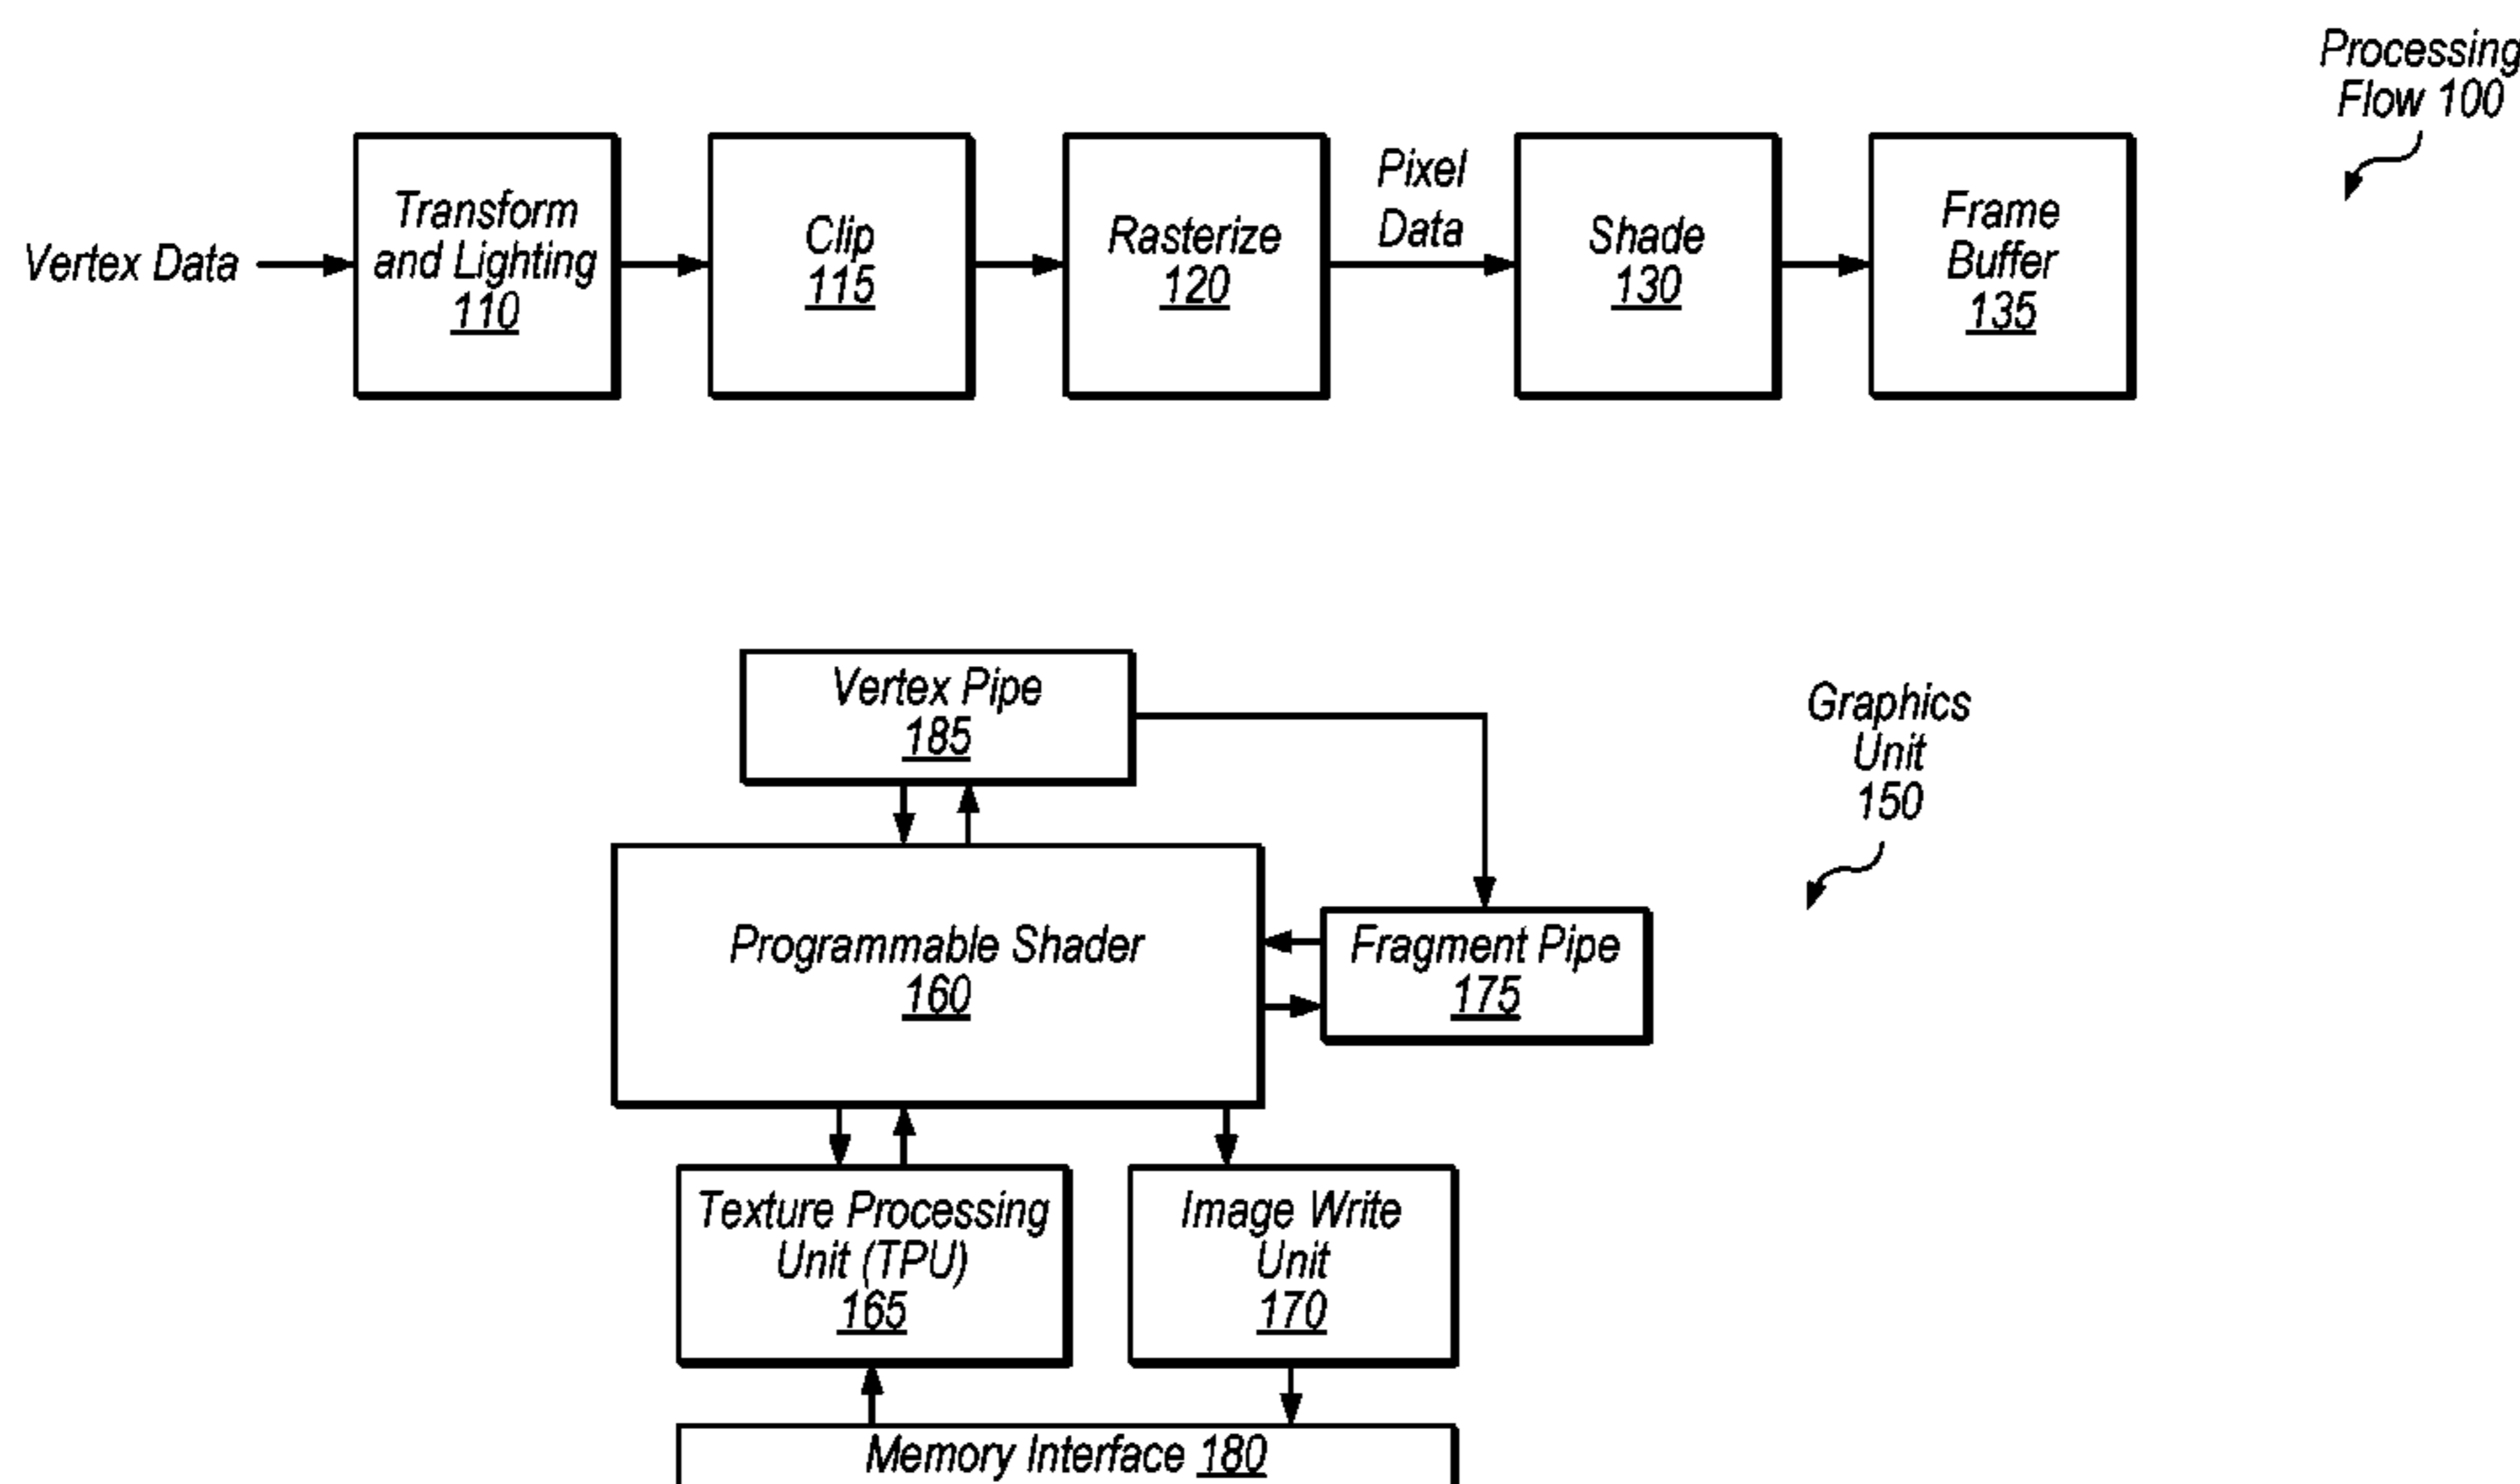 Processing
Flow 100
Vertex Data
Transform
and Lighting
110
Clip
115
Rasterize
120
Pixel
Data
Shade
130
Frame
Buffer
135
Vertex Pipe
185
Graphics
Unit
150
Programmable Shader
160
Fragment Pipe
175
Texture Processing
Unit (TPU)
165
Image Write
Unit
170
Memory Interface 180